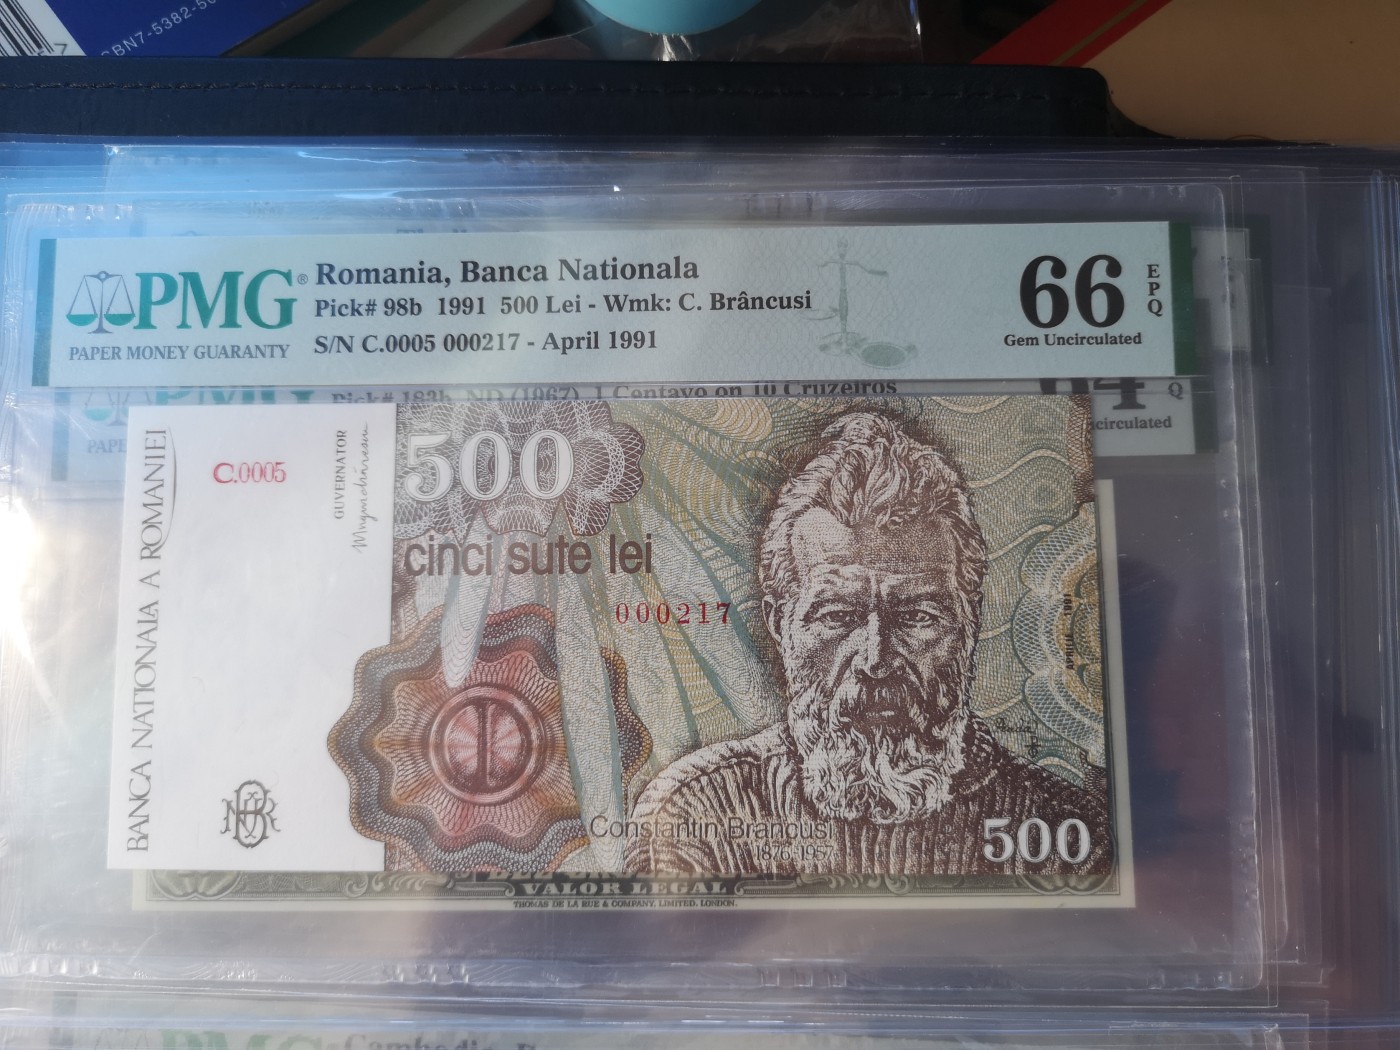 PMG®
PAPER MONEY GUARANTY
Romania, Banca Nationala
Pick# 98b 1991 500 Lei - Wmk: C. Brâncusi
S/N C.0005 000217 - April 1991
66
EPQ
Gem Uncirculated
Pick# 183b ND (1967) 1 Centavo on 10 Cruzeiros
64
Q
BANCA NATIONALA A ROMANIEI
C.0005
GUVERNATOR
500
cinci sute lei
000217
APRILIE 1991
Constantin Brancusi
1876-1957
500
VALOR LEGAL
THOMAS DE LA RUE & COMPANY, LIMITED, LONDON.
PMG